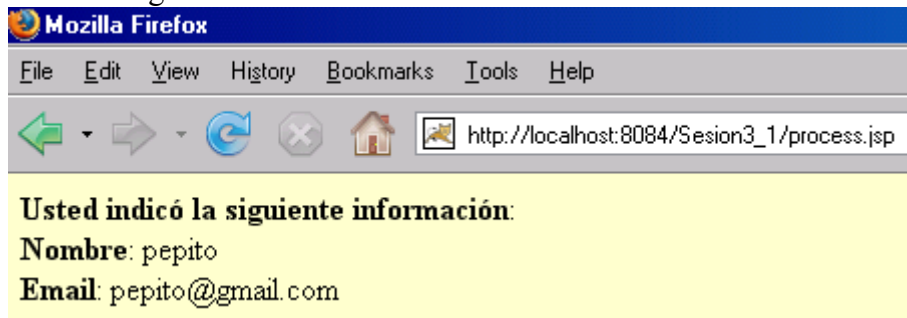 Mozilla Firefox
File Edit View History Bookmarks Tools Help
http://localhost:8084/Sesion3_1/process.jsp
Usted indicó la siguiente información:
Nombre: pepito
Email: pepito@gmail.com